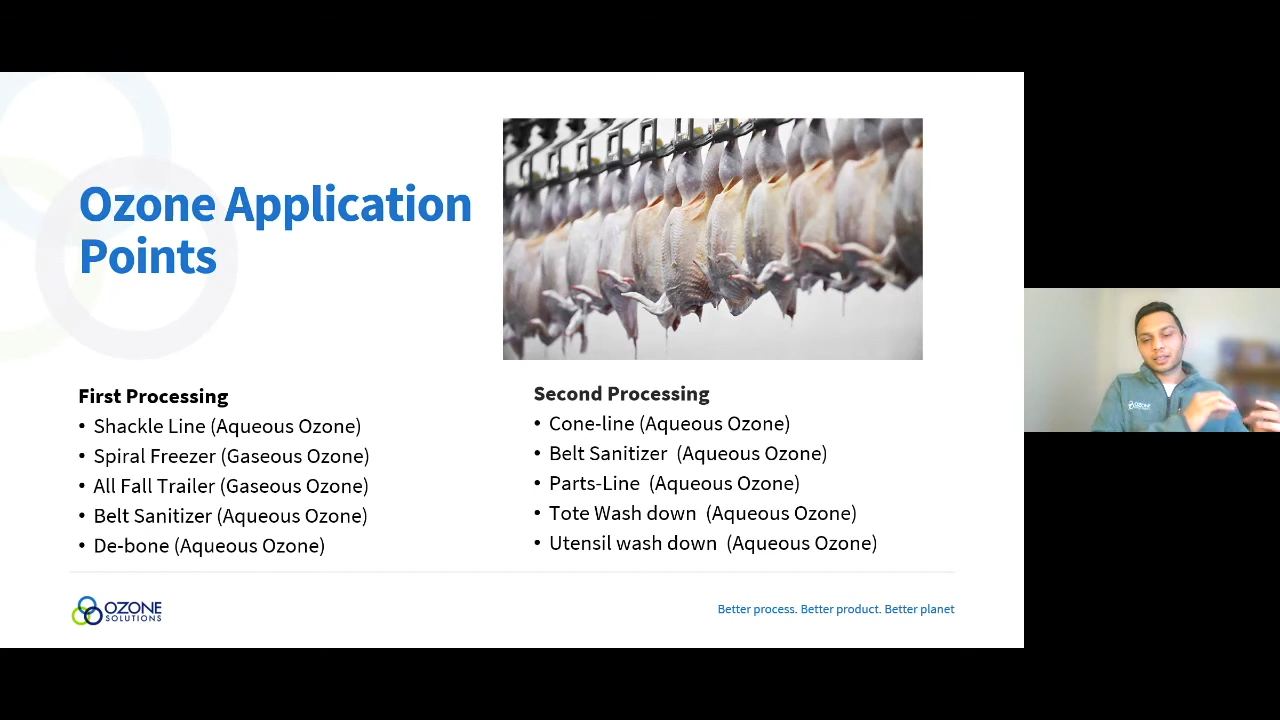 Ozone Application
Points
First Processing
• Shackle Line (Aqueous Ozone)
• Spiral Freezer (Gaseous Ozone)
• All Fall Trailer (Gaseous Ozone)
• Belt Sanitizer (Aqueous Ozone)
• De-bone (Aqueous Ozone)
Second Processing
• Cone-line (Aqueous Ozone)
• Belt Sanitizer (Aqueous Ozone)
• Parts-Line (Aqueous Ozone)
• Tote Wash down (Aqueous Ozone)
• Utensil wash down (Aqueous Ozone)
OZONE
SOLUTIONS
Better process. Better product. Better planet
OZONE